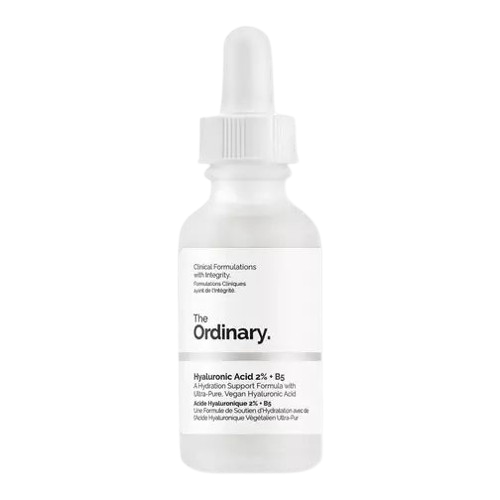 Clinical Formulations
with Integrity.
Formulations Cliniques
ayant de l'Intégrité.
The
Ordinary.
Hyaluronic Acid 2% + B5
A Hydration Support Formula with
Ultra-Pure, Vegan Hyaluronic Acid
Acide Hyaluronique 2% + B5
Une Formule de Soutien d'Hydratation avec de
l'Acide Hyaluronique Végétalien Ultra-Pur